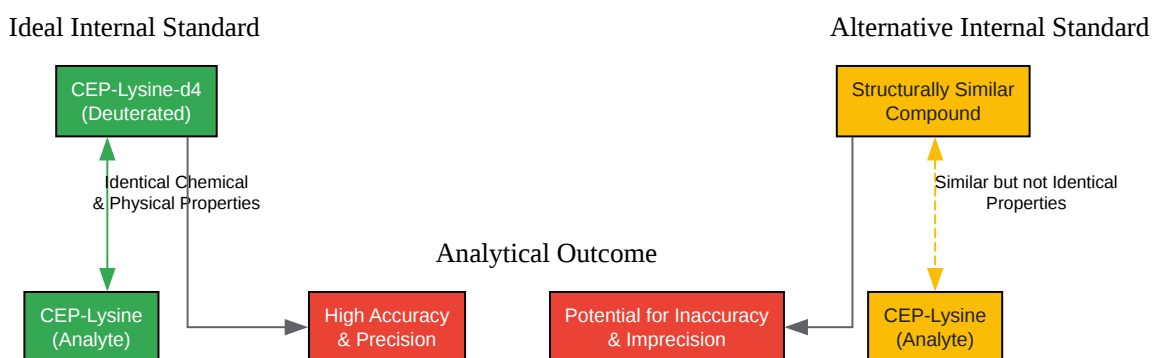 Ideal Internal Standard
Alternative Internal Standard
CEP-Lysine-d4
(Deuterated)
Structurally Similar
Compound
Identical Chemical
& Physical Properties
Similar but not Identical
Properties
Analytical Outcome
CEP-Lysine
(Analyte)
High Accuracy
& Precision
Potential for Inaccuracy
& Imprecision
CEP-Lysine
(Analyte)